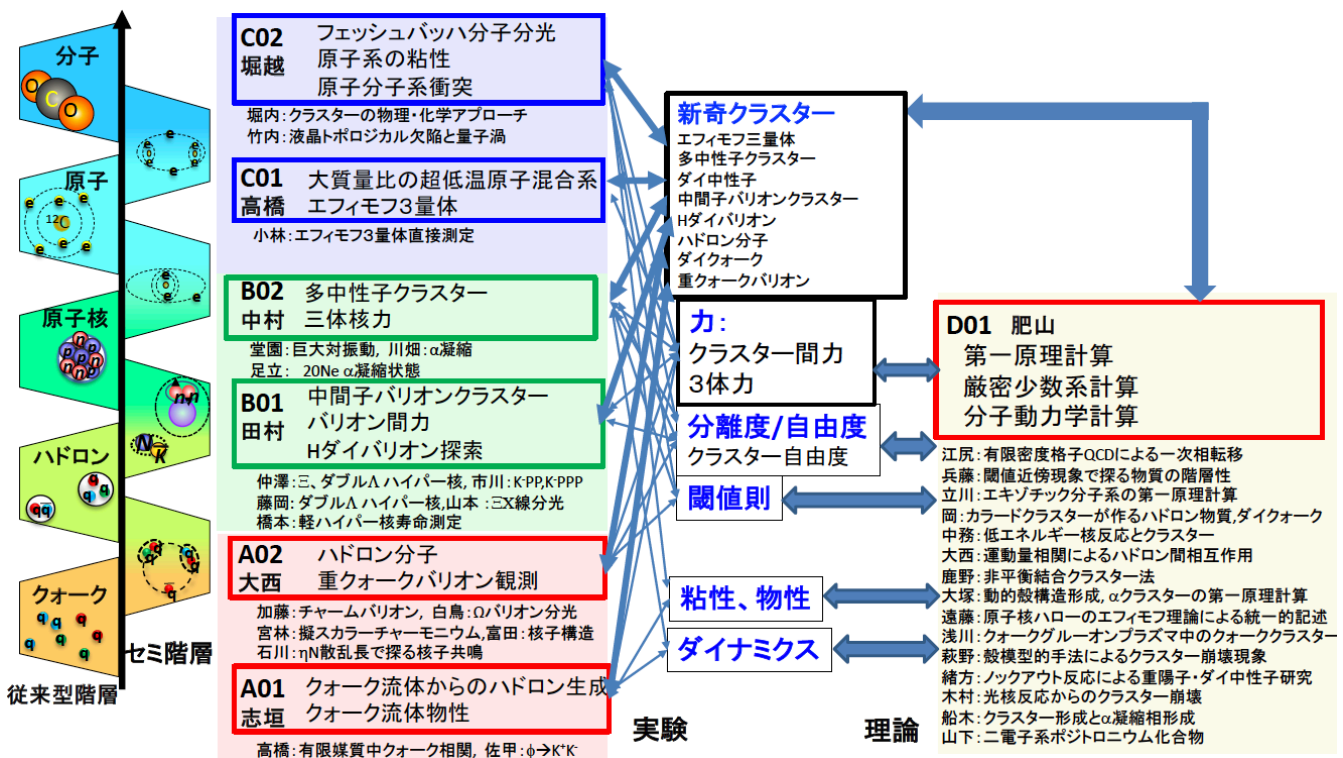 分子
O
C
O
原子
12C
e
e
e
e
e
e
原子核
n
p
n
p
p
n
p
n
ハドロン
qq̄
q
q
q
クォーク
q
q
q
q
q
q
q
従来型階層
e
e
e
e
e
e
e
e
e
e
n
n
N
K̄
q
q
q
q
q̄
セミ階層
C02
堀越
フェッシュバッハ分子分光
原子系の粘性
原子分子系衝突
堀内:クラスターの物理・化学アプローチ
竹内:液晶トポロジカル欠陥と量子渦
C01
高橋
大質量比の超低温原子混合系
エフィモフ3量体
小林:エフィモフ3量体直接測定
B02
中村
多中性子クラスター
三体核力
堂園:巨大対振動, 川畑:α凝縮
足立: 20Ne α凝縮状態
B01
田村
中間子バリオンクラスター
バリオン間力
Hダイバリオン探索
仲澤:Ξ、ダブルΛ ハイパー核, 市川:K-PP,K-PPP
藤岡:ダブルΛ ハイパー核,山本 :ΞX線分光
橋本:軽ハイパー核寿命測定
A02
大西
ハドロン分子
重クォークバリオン観測
加藤:チャームバリオン, 白鳥:Ωバリオン分光
宮林:擬スカラーチャーモニウム,富田:核子構造
石川:ηN散乱長で探る核子共鳴
A01
志垣
クォーク流体からのハドロン生成
クォーク流体物性
高橋:有限媒質中クォーク相関, 佐甲:φ→K+K-
新奇クラスター
エフィモフ三量体
多中性子クラスター
ダイ中性子
中間子バリオンクラスター
Hダイバリオン
ハドロン分子
ダイクォーク
重クォークバリオン
力:
クラスター間力
3体力
分離度/自由度
クラスター自由度
閾値則
粘性、物性
ダイナミクス
実験
理論
D01 肥山
第一原理計算
厳密少数系計算
分子動力学計算
江尻:有限密度格子QCDによる一次相転移
兵藤:閾値近傍現象で探る物質の階層性
立川:エキゾチック分子系の第一原理計算
岡:カラードクラスターが作るハドロン物質,ダイクォーク
中務:低エネルギー核反応とクラスター
大西:運動量相関によるハドロン間相互作用
鹿野:非平衡結合クラスター法
大塚:動的殻構造形成, αクラスターの第一原理計算
遠藤:原子核ハローのエフィモフ理論による統一的記述
浅川:クォークグルーオンプラズマ中のクォーククラスター
萩野:殻模型的手法によるクラスター崩壊現象
緒方:ノックアウト反応による重陽子・ダイ中性子研究
木村:光核反応からのクラスター崩壊
船木:クラスター形成とα凝縮相形成
山下:二電子系ポジトロニウム化合物